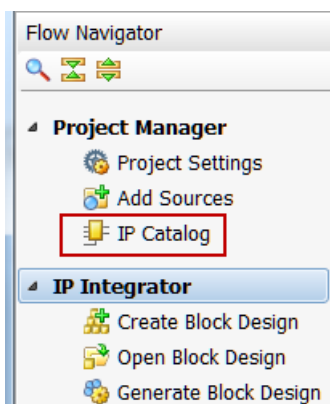 Flow Navigator
Project Manager
Project Settings
Add Sources
IP Catalog
IP Integrator
Create Block Design
Open Block Design
Generate Block Design